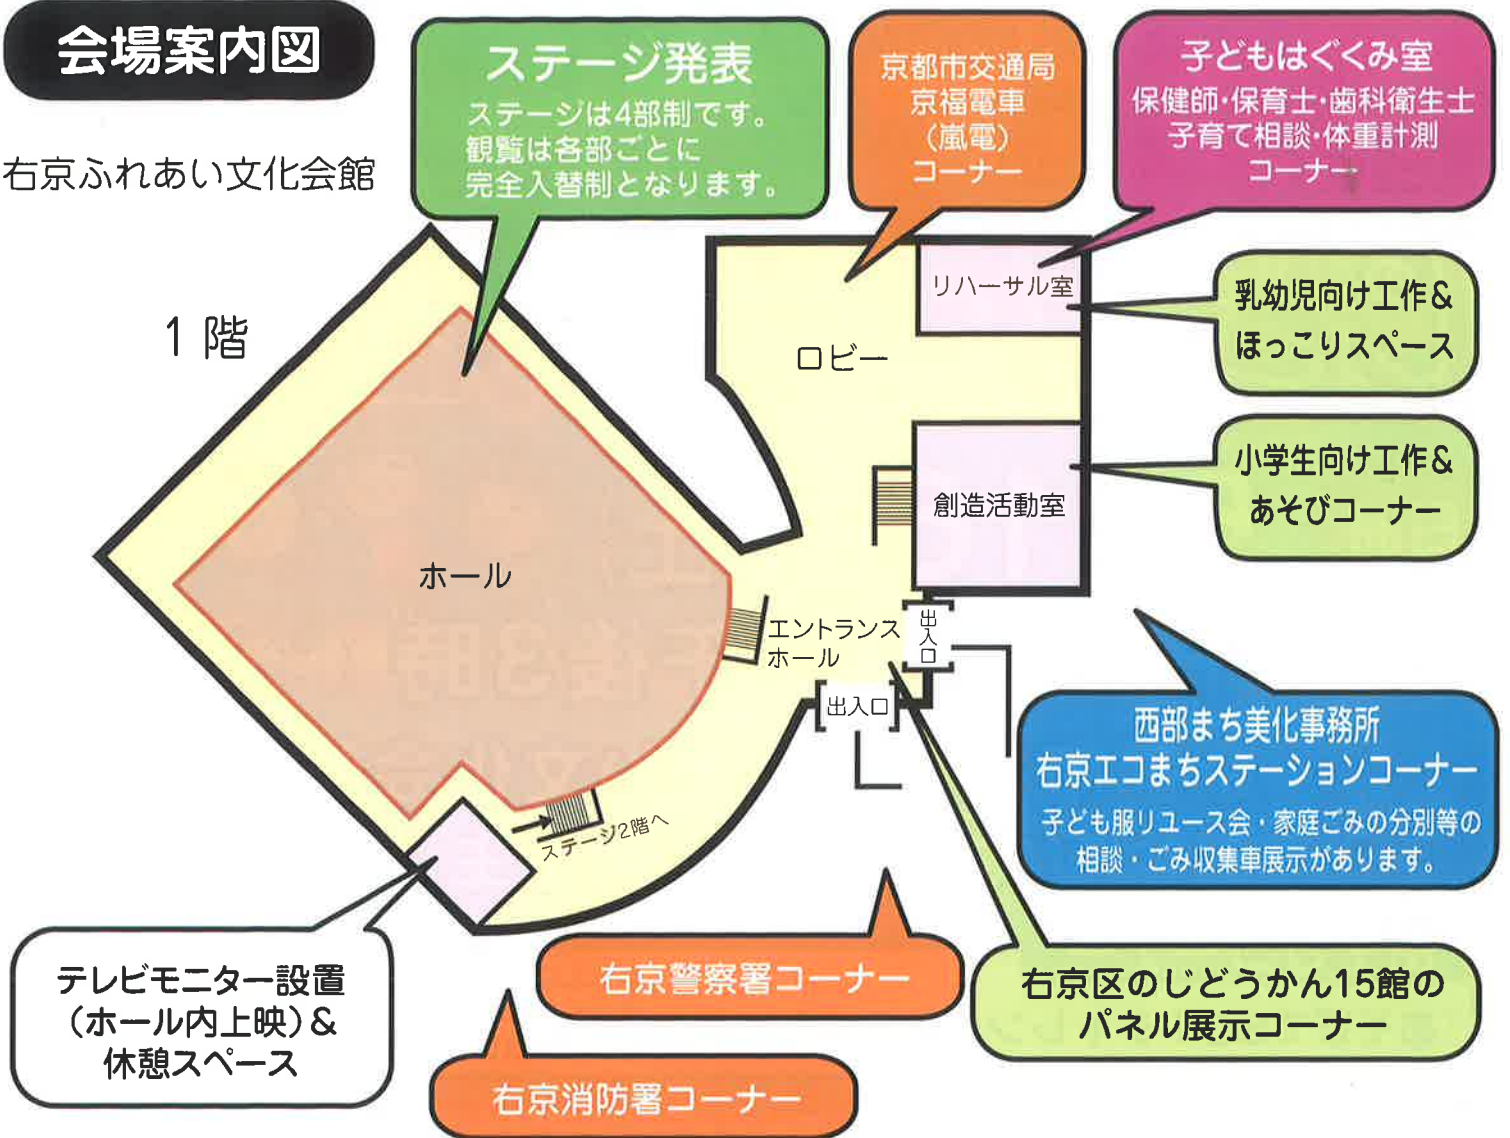 会場案内図
右京ふれあい文化会館
1階
ステージ発表
ステージは4部制です。
観覧は各部ごとに
完全入替制となります。
京都市交通局
京福電車
(嵐電)
コーナー
子どもはぐくみ室
保健師・保育士・歯科衛生士
子育て相談・体重計測
コーナー
リハーサル室
乳幼児向け工作&
ほっこりスペース
ロビー
小学生向け工作&
あそびコーナー
創造活動室
ホール
エントランス
ホール
出入口
出入口
ステージ2階へ
西部まち美化事務所
右京エコまちステーションコーナー
子ども服リユース会・家庭ごみの分別等の
相談・ごみ収集車展示があります。
テレビモニター設置
(ホール内上映)&
休憩スペース
右京警察署コーナー
右京区のじどうかん15館の
パネル展示コーナー
右京消防署コーナー